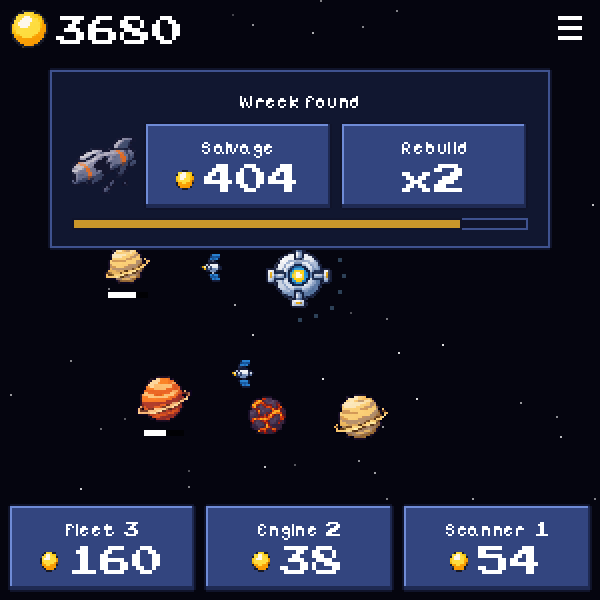 3680
Wreck found
Salvage
404
Rebuild
x2
Fleet 3
160
Engine 2
38
Scanner 1
54